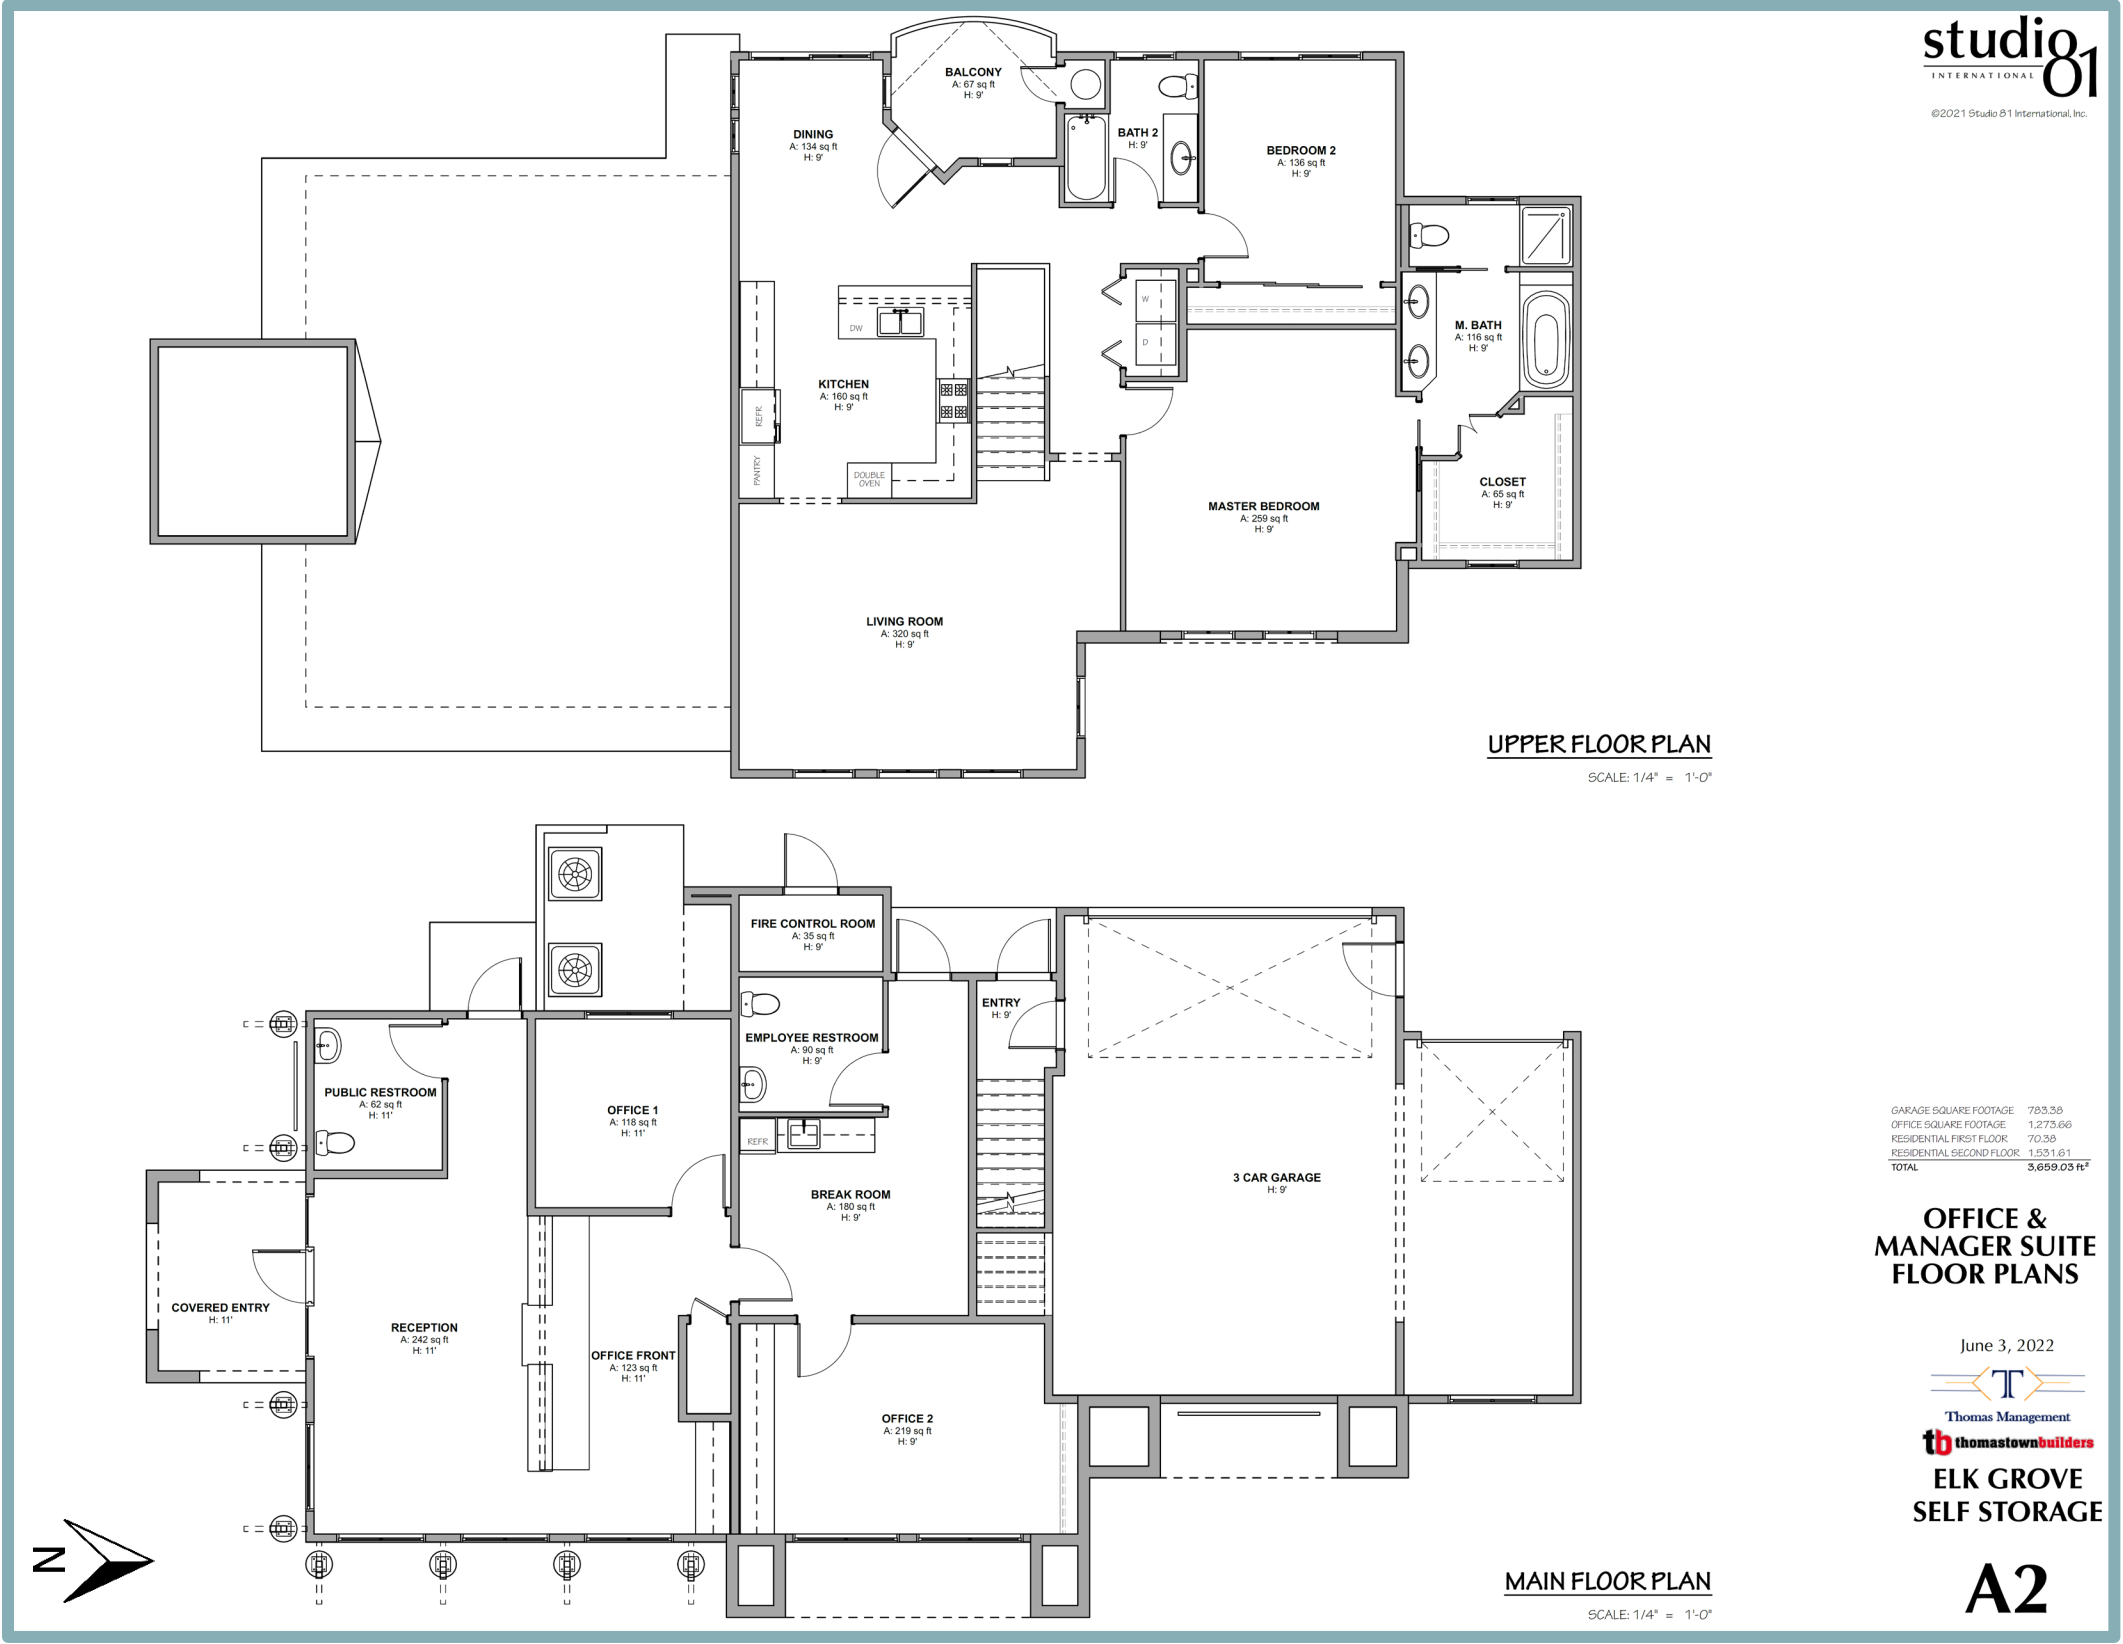 studio
81
INTERNATIONAL
©2021 Studio 81 International, Inc.
BALCONY
A: 67 sq ft
H: 9'
DINING
A: 134 sq ft
H: 9'
BATH 2
H: 9'
BEDROOM 2
A: 136 sq ft
H: 9'
W
D
DW
M. BATH
A: 116 sq ft
H: 9'
KITCHEN
A: 160 sq ft
H: 9'
REFR
PANTRY
DOUBLE
OVEN
CLOSET
A: 65 sq ft
H: 9'
MASTER BEDROOM
A: 259 sq ft
H: 9'
LIVING ROOM
A: 320 sq ft
H: 9'
UPPER FLOOR PLAN
SCALE: 1/4" = 1'-0"
FIRE CONTROL ROOM
A: 35 sq ft
H: 9'
ENTRY
H: 9'
EMPLOYEE RESTROOM
A: 90 sq ft
H: 9'
PUBLIC RESTROOM
A: 62 sq ft
H: 11'
OFFICE 1
A: 118 sq ft
H: 11'
REFR
BREAK ROOM
A: 180 sq ft
H: 9'
3 CAR GARAGE
H: 9'
COVERED ENTRY
H: 11'
RECEPTION
A: 242 sq ft
H: 11'
OFFICE FRONT
A: 123 sq ft
H: 11'
OFFICE 2
A: 219 sq ft
H: 9'
GARAGE SQUARE FOOTAGE 783.38
OFFICE SQUARE FOOTAGE 1,273.66
RESIDENTIAL FIRST FLOOR 70.38
RESIDENTIAL SECOND FLOOR 1,531.61
TOTAL 3,659.03 ft²
OFFICE &
MANAGER SUITE
FLOOR PLANS
June 3, 2022
T
Thomas Management
tb thomastownbuilders
ELK GROVE
SELF STORAGE
A2
N
MAIN FLOOR PLAN
SCALE: 1/4" = 1'-0"